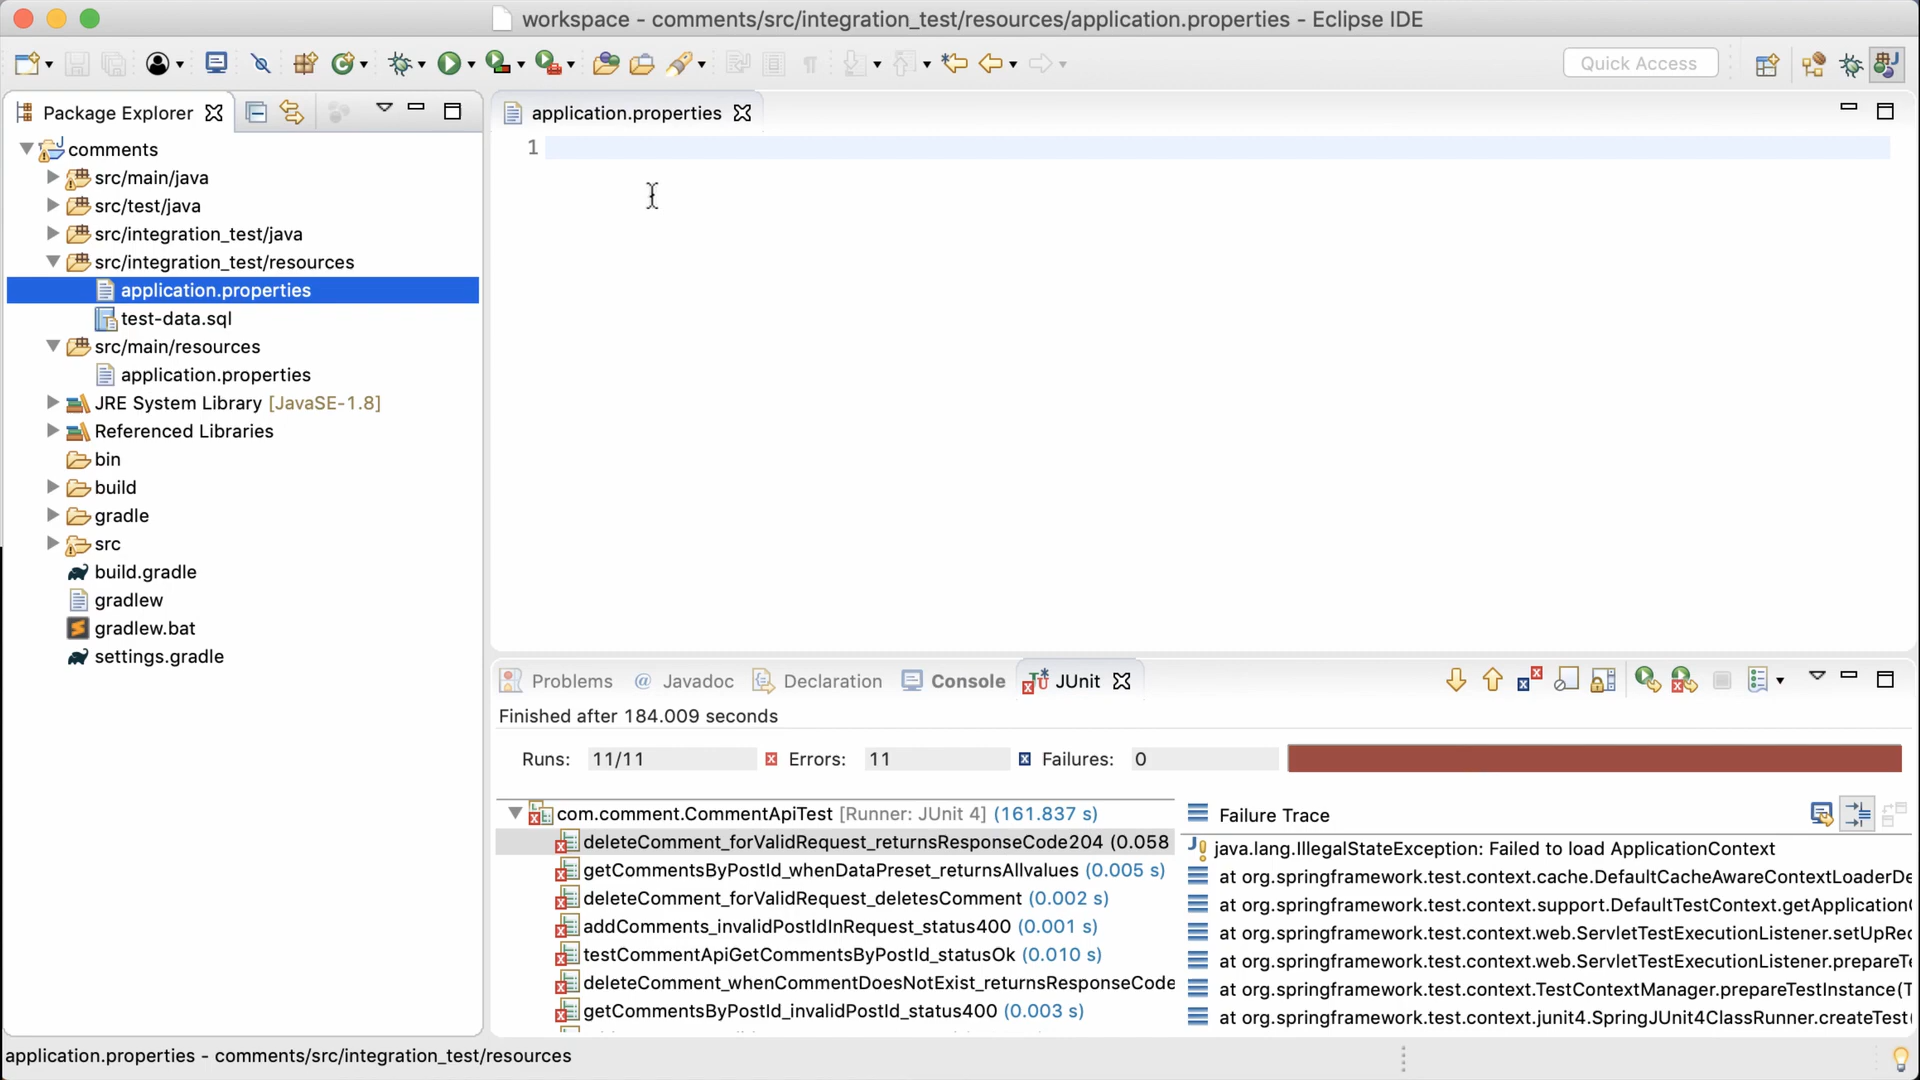 workspace - comments/src/integration_test/resources/application.properties - Eclipse IDE
Quick Access
Package Explorer
application.properties
1
comments
src/main/java
src/test/java
src/integration_test/java
src/integration_test/resources
application.properties
test-data.sql
src/main/resources
application.properties
JRE System Library [JavaSE-1.8]
Referenced Libraries
bin
build
gradle
src
build.gradle
gradlew
gradlew.bat
settings.gradle
Problems @ Javadoc Declaration Console JUnit
Finished after 184.009 seconds
Runs: 11/11 Errors: 11 Failures: 0
com.comment.CommentApiTest [Runner: JUnit 4] (161.837 s)
deleteComment_forValidRequest_returnsResponseCode204 (0.058
getCommentsByPostId_whenDataPreset_returnsAllvalues (0.005 s)
deleteComment_forValidRequest_deletesComment (0.002 s)
addComments_invalidPostIdInRequest_status400 (0.001 s)
testCommentApiGetCommentsByPostId_statusOk (0.010 s)
deleteComment_whenCommentDoesNotExist_returnsResponseCode
getCommentsByPostId_invalidPostId_status400 (0.003 s)
Failure Trace
java.lang.IllegalStateException: Failed to load ApplicationContext
at org.springframework.test.context.cache.DefaultCacheAwareContextLoaderDe
at org.springframework.test.context.support.DefaultTestContext.getApplication
at org.springframework.test.context.web.ServletTestExecutionListener.setUpRec
at org.springframework.test.context.web.ServletTestExecutionListener.prepareTe
at org.springframework.test.context.TestContextManager.prepareTestInstance(T
at org.springframework.test.context.junit4.SpringJUnit4ClassRunner.createTest(
application.properties - comments/src/integration_test/resources